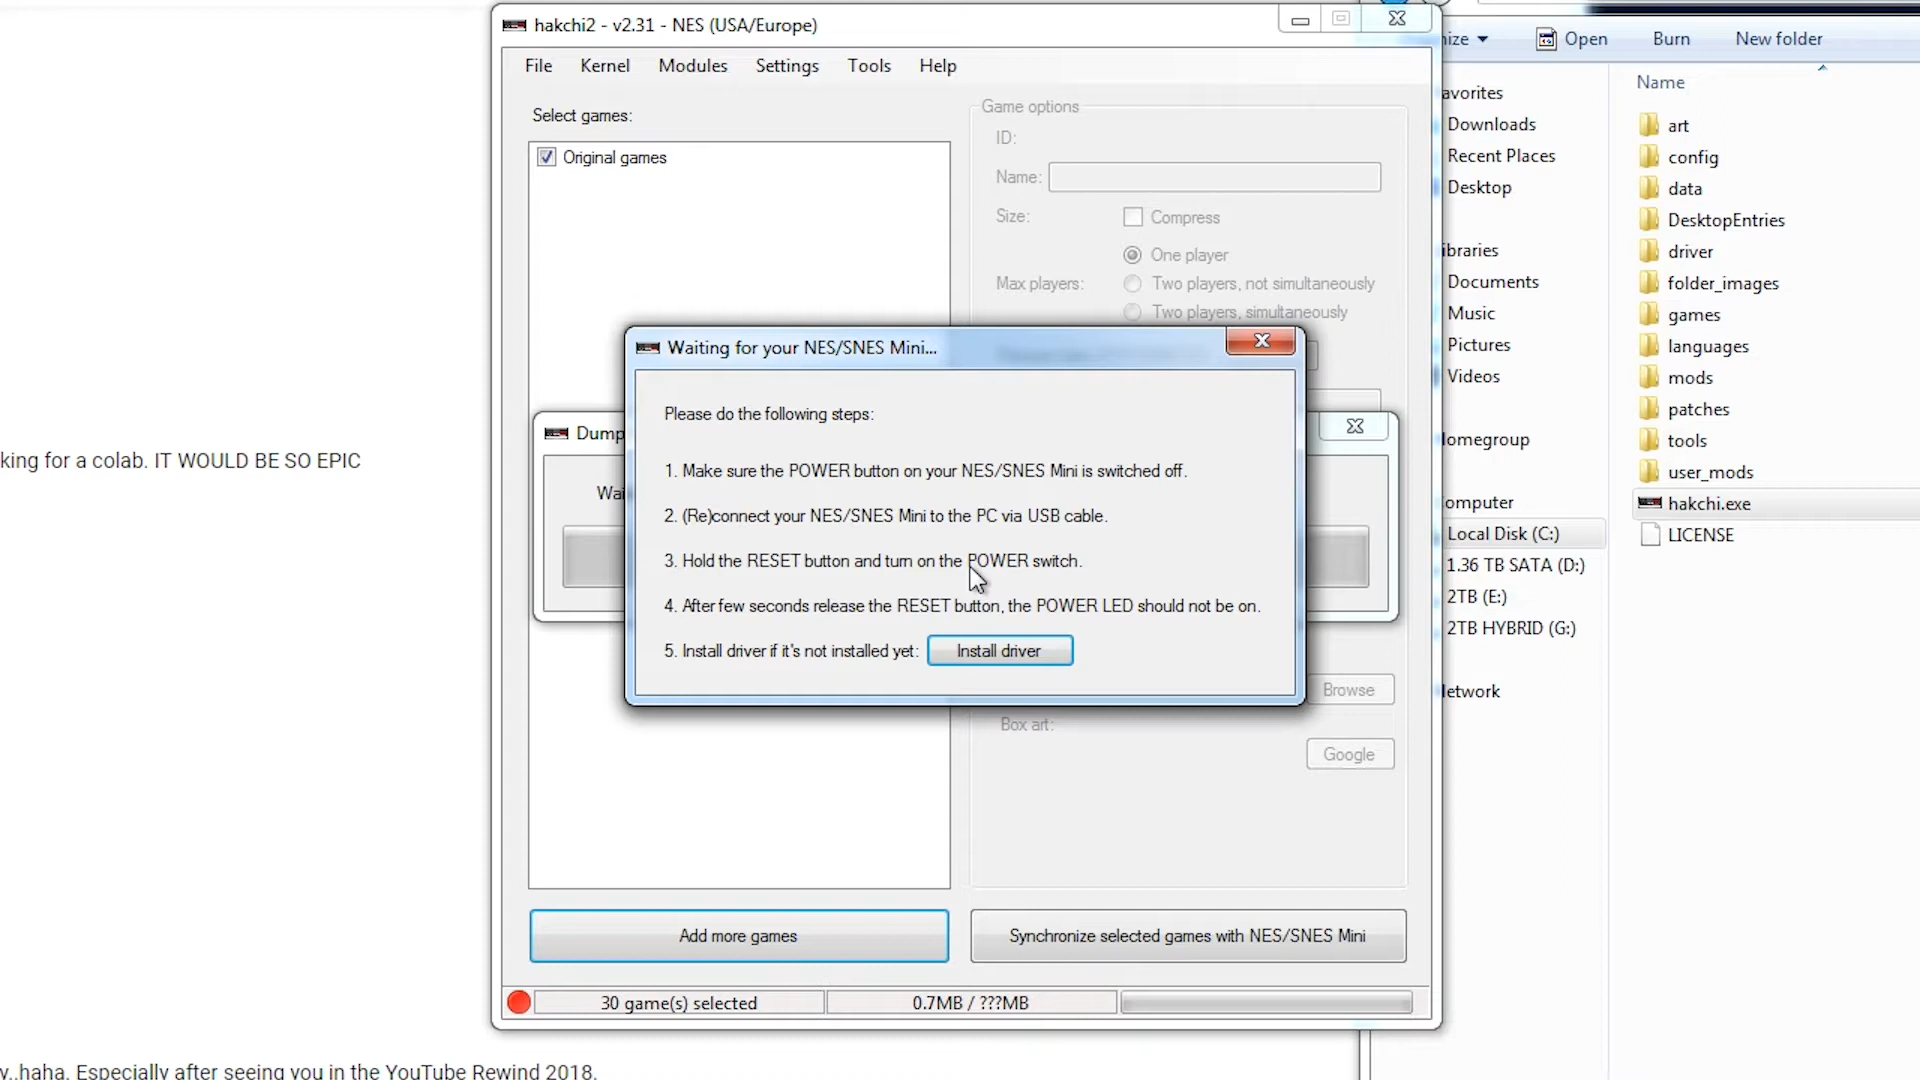 hakchi2 - v2.31 - NES (USA/Europe)
File Kernel Modules Settings Tools Help
Select games:
Original games
Game options
ID:
Name:
Size:
Compress
One player
Max players:
Two players, not simultaneously
Two players, simultaneously
Waiting for your NES/SNES Mini...
Please do the following steps:
1. Make sure the POWER button on your NES/SNES Mini is switched off.
2. (Re)connect your NES/SNES Mini to the PC via USB cable.
3. Hold the RESET button and turn on the POWER switch.
4. After few seconds release the RESET button, the POWER LED should not be on.
5. Install driver if it's not installed yet: Install driver
Dump
Wai
Browse
Box art:
Google
Add more games
Synchronize selected games with NES/SNES Mini
30 game(s) selected
0.7MB / ???MB
king for a colab. IT WOULD BE SO EPIC
y..haha. Especially after seeing you in the YouTube Rewind 2018.
nize Open Burn New folder
avorites
Downloads
Recent Places
Desktop
ibraries
Documents
Music
Pictures
Videos
omegroup
omputer
Local Disk (C:)
1.36 TB SATA (D:)
2TB (E:)
2TB HYBRID (G:)
etwork
Name
art
config
data
DesktopEntries
driver
folder_images
games
languages
mods
patches
tools
user_mods
hakchi.exe
LICENSE